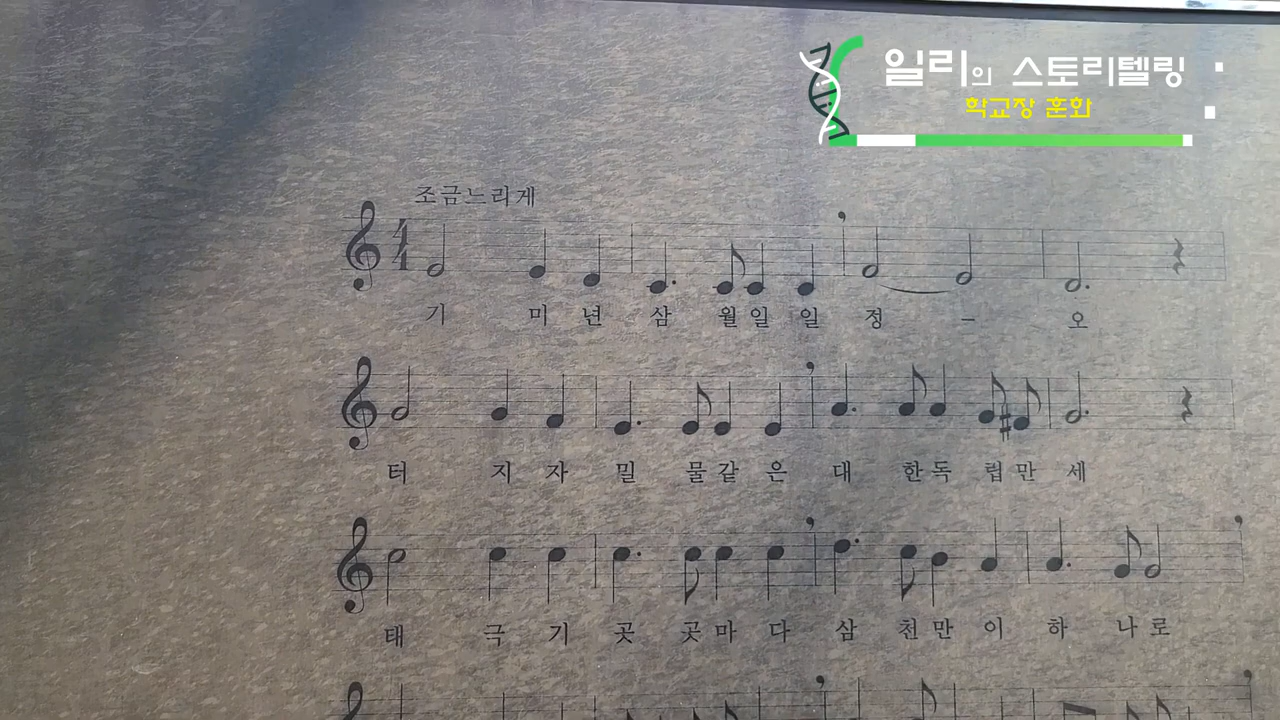 일리의 스토리텔링
학교장 훈화
조금느리게
기 미 년 삼 월 일 일 정 – 오
터 지 자 밀 물 같 은 대 한 독 립 만 세
태 극 기 곳 곳 마 다 삼 천 만 이 하 나 로